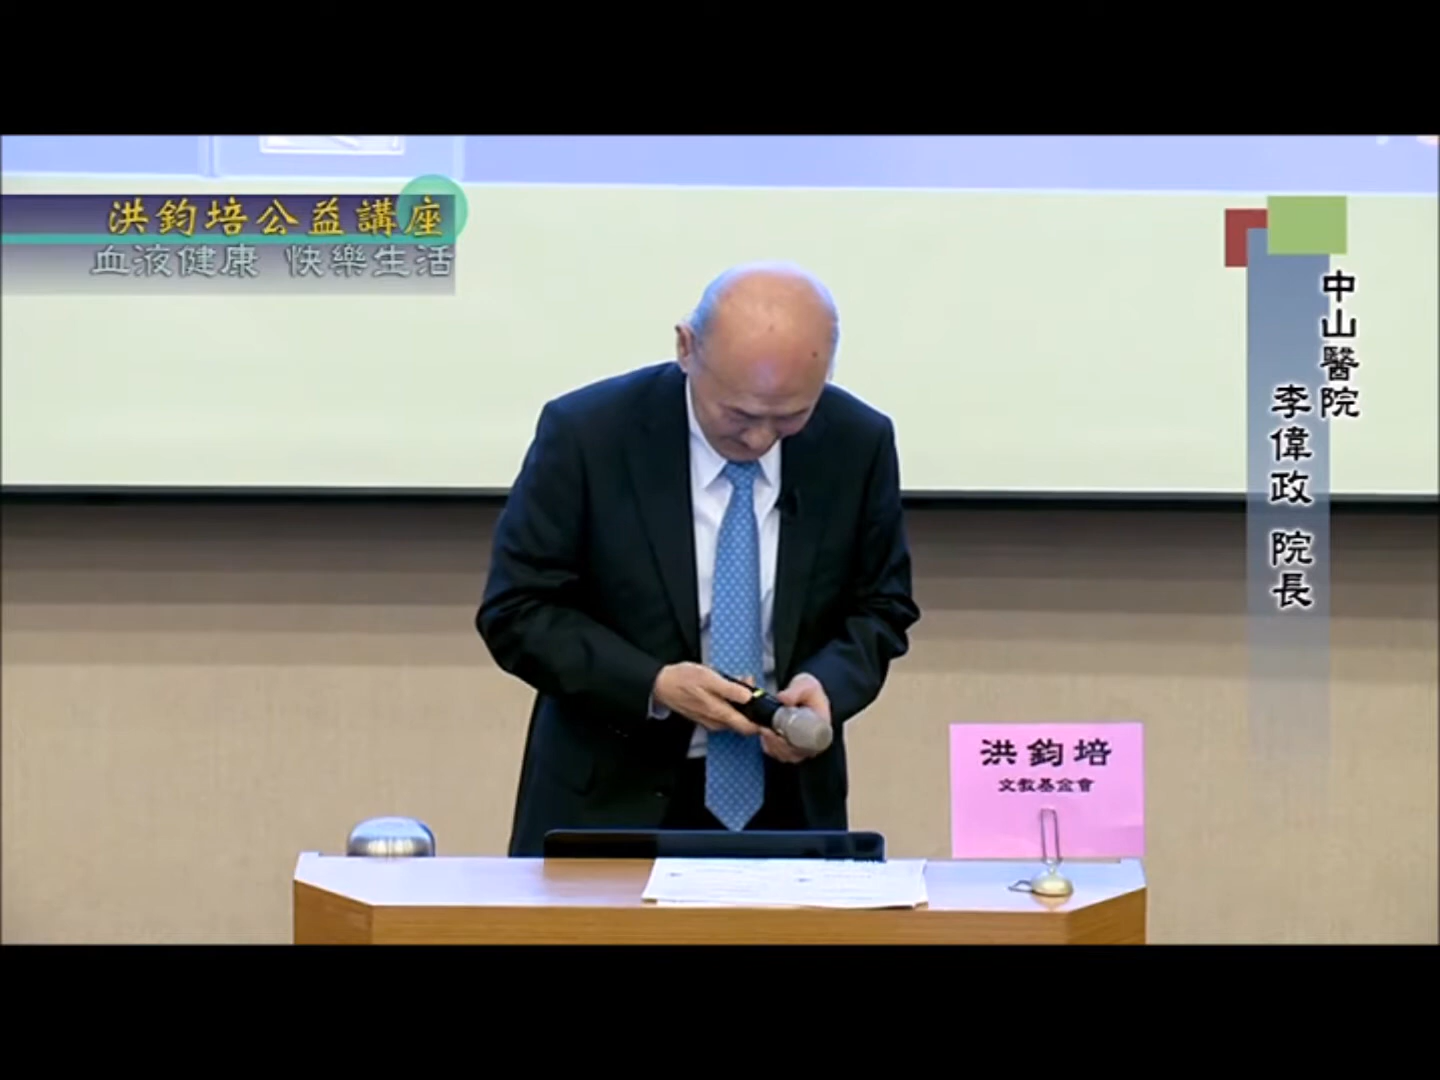 洪鈞培公益講座
血液健康 快樂生活
中山醫院
李偉政 院長
洪鈞培
文教基金會